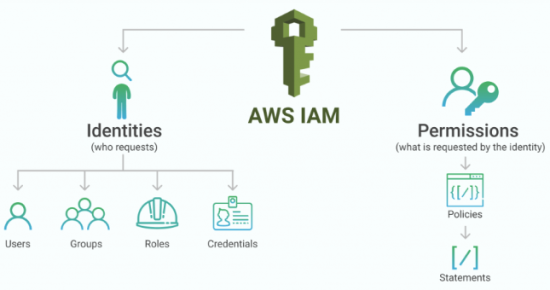 AWS IAM
Identities
(who requests)
Users
Groups
Roles
Credentials
Permissions
(what is requested by the identity)
{[/]}
Policies
[/]
Statements